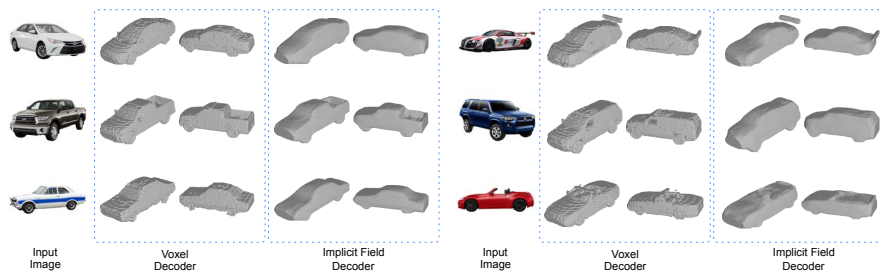 Input
Image
Voxel
Decoder
Implicit Field
Decoder
Input
Image
Voxel
Decoder
Implicit Field
Decoder